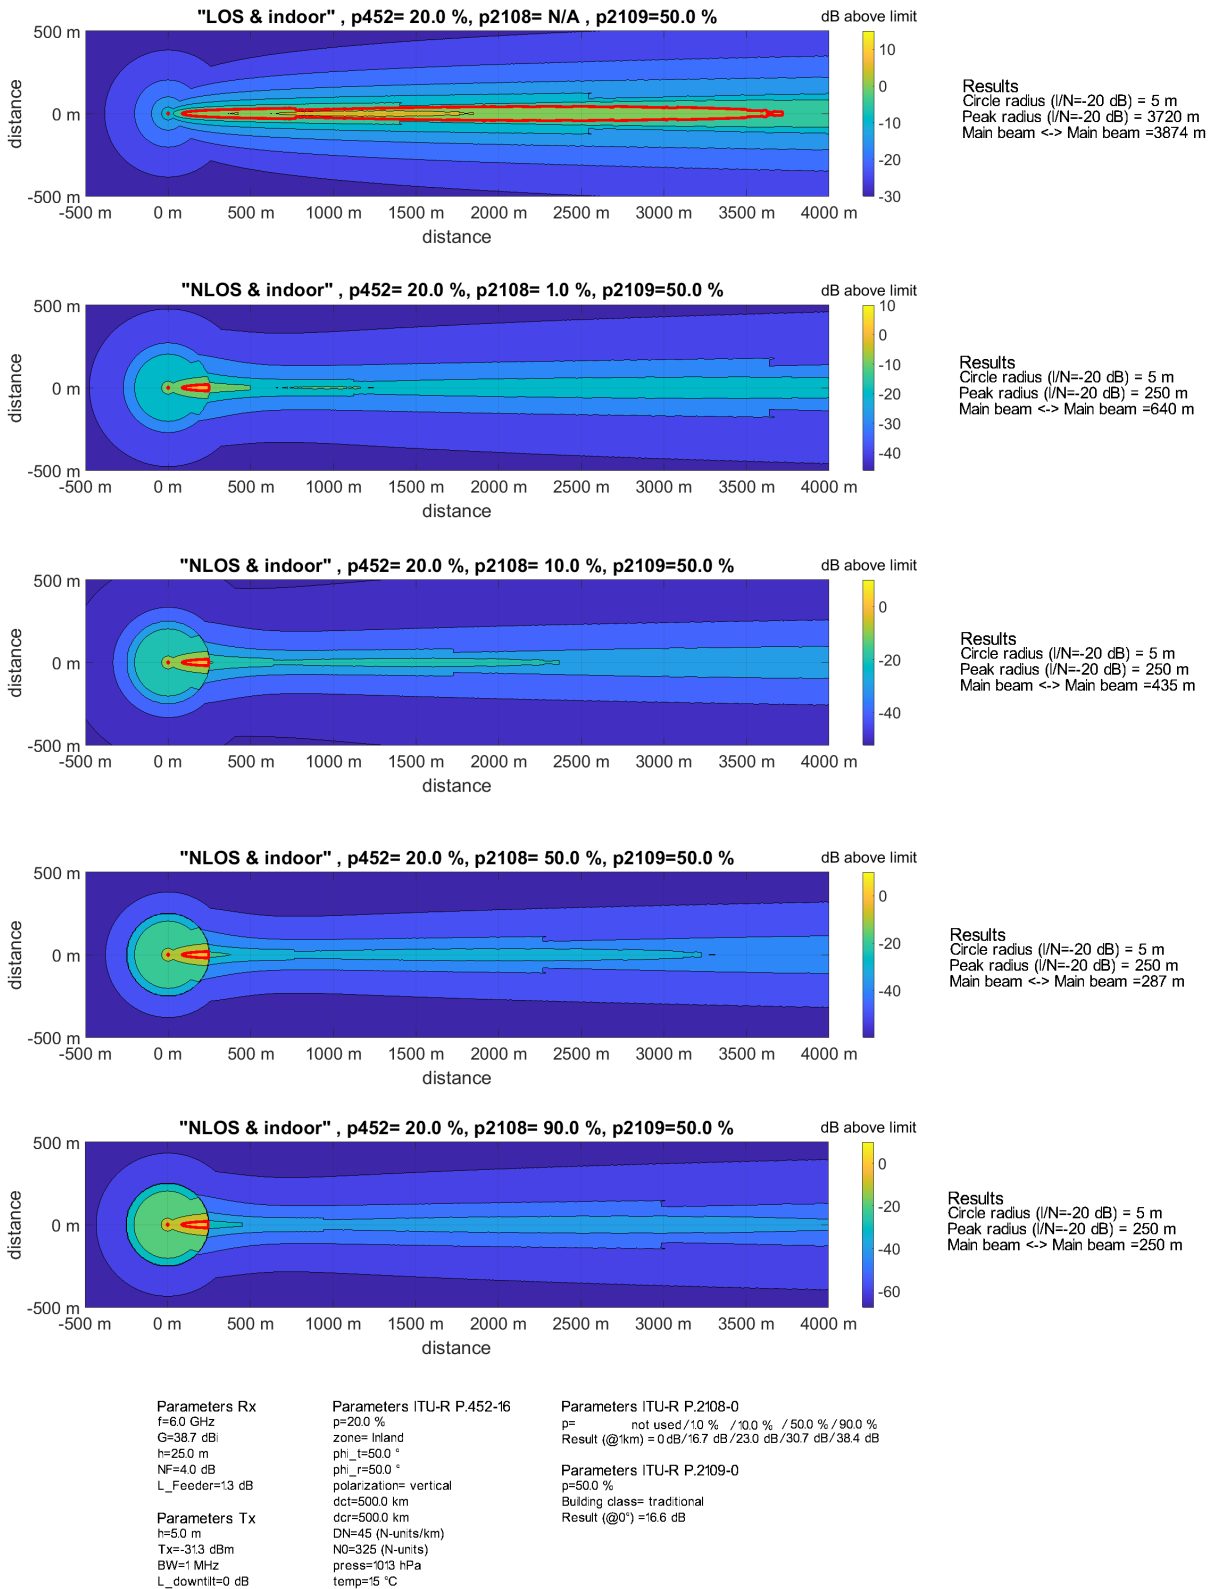 "LOS & indoor" , p452= 20.0 %, p2108= N/A , p2109=50.0 %
dB above limit
500 m
0 m
-500 m
distance
-500 m 0 m 500 m 1000 m 1500 m 2000 m 2500 m 3000 m 3500 m 4000 m
distance
10
0
-10
-20
-30
Results
Circle radius (I/N=-20 dB) = 5 m
Peak radius (I/N=-20 dB) = 3720 m
Main beam <-> Main beam =3874 m
"NLOS & indoor" , p452= 20.0 %, p2108= 1.0 %, p2109=50.0 %
dB above limit
500 m
0 m
-500 m
distance
-500 m 0 m 500 m 1000 m 1500 m 2000 m 2500 m 3000 m 3500 m 4000 m
distance
10
0
-10
-20
-30
-40
Results
Circle radius (I/N=-20 dB) = 5 m
Peak radius (I/N=-20 dB) = 250 m
Main beam <-> Main beam =640 m
"NLOS & indoor" , p452= 20.0 %, p2108= 10.0 %, p2109=50.0 %
dB above limit
500 m
0 m
-500 m
distance
-500 m 0 m 500 m 1000 m 1500 m 2000 m 2500 m 3000 m 3500 m 4000 m
distance
0
-20
-40
Results
Circle radius (I/N=-20 dB) = 5 m
Peak radius (I/N=-20 dB) = 250 m
Main beam <-> Main beam =435 m
"NLOS & indoor" , p452= 20.0 %, p2108= 50.0 %, p2109=50.0 %
dB above limit
500 m
0 m
-500 m
distance
-500 m 0 m 500 m 1000 m 1500 m 2000 m 2500 m 3000 m 3500 m 4000 m
distance
0
-20
-40
Results
Circle radius (I/N=-20 dB) = 5 m
Peak radius (I/N=-20 dB) = 250 m
Main beam <-> Main beam =287 m
"NLOS & indoor" , p452= 20.0 %, p2108= 90.0 %, p2109=50.0 %
dB above limit
500 m
0 m
-500 m
distance
-500 m 0 m 500 m 1000 m 1500 m 2000 m 2500 m 3000 m 3500 m 4000 m
distance
0
-20
-40
-60
Results
Circle radius (I/N=-20 dB) = 5 m
Peak radius (I/N=-20 dB) = 250 m
Main beam <-> Main beam =250 m
Parameters Rx
f=6.0 GHz
G=38.7 dBi
h=25.0 m
NF=4.0 dB
L_Feeder=1.3 dB
Parameters Tx
h=5.0 m
Tx=-31.3 dBm
BW=1 MHz
L_downtilt=0 dB
Parameters ITU-R P.452-16
p=20.0 %
zone= Inland
phi_t=50.0 °
phi_r=50.0 °
polarization= vertical
dct=500.0 km
dcr=500.0 km
DN=45 (N-units/km)
N0=325 (N-units)
press=1013 hPa
temp=15 °C
Parameters ITU-R P.2108-0
p= not used / 1.0 % / 10.0 % / 50.0 % / 90.0 %
Result (@1km) = 0 dB/16.7 dB/23.0 dB/30.7 dB/38.4 dB
Parameters ITU-R P.2109-0
p=50.0 %
Building class= traditional
Result (@0°) =16.6 dB